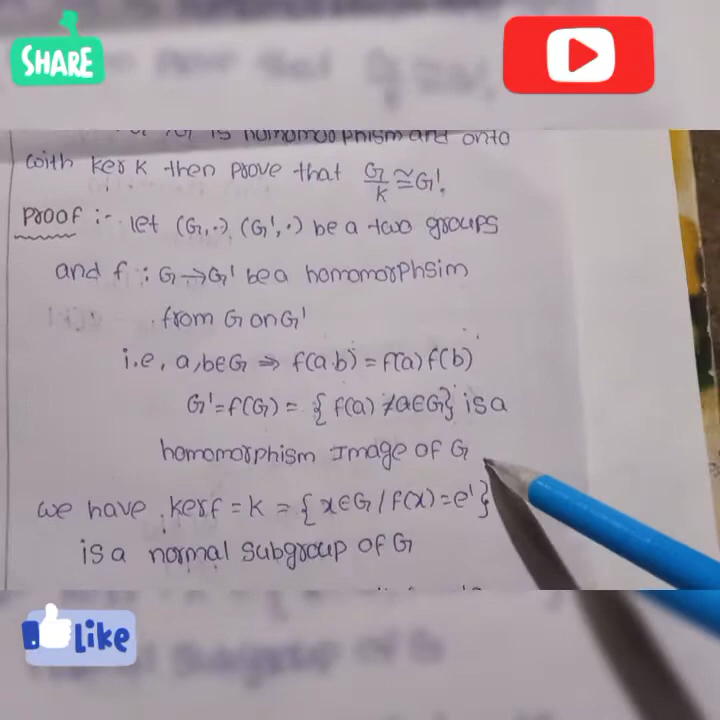 SHARE
is homomorphism and onto
with ker K then prove that G/K ≅ G'.
Proof :- let (G,·) (G',·) be a two groups
and f : G→G' be a homomorphsim
from G on G'
i.e, a,b∈G ⇒ f(a.b) = f(a) f(b)
G' = f(G) = { f(a) / a∈G} is a
homomorphism Image of G
we have kerf = K = { x∈G / f(x) = e' }
is a normal subgroup of G
Like